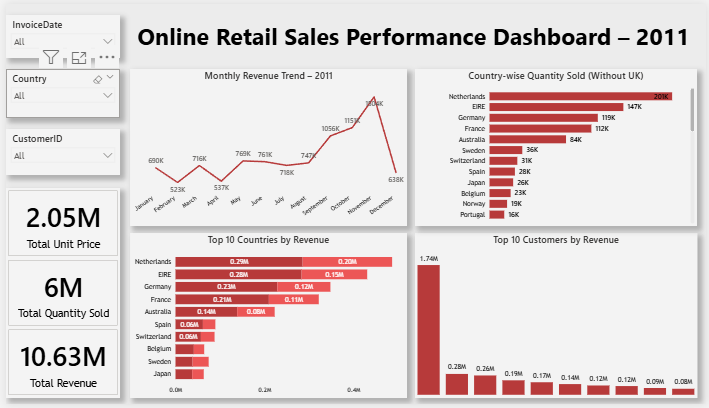 InvoiceDate
All
Country
All
CustomerID
All
2.05M
Total Unit Price
6M
Total Quantity Sold
10.63M
Total Revenue
Online Retail Sales Performance Dashboard – 2011
Monthly Revenue Trend – 2011
690K
523K
716K
537K
769K
761K
718K
747K
1056K
1151K
638K
January
February
March
April
May
June
July
August
September
October
November
December
Country-wise Quantity Sold (Without UK)
Netherlands 201K
EIRE 147K
Germany 119K
France 112K
Australia 84K
Sweden 36K
Switzerland 31K
Spain 28K
Japan 26K
Belgium 23K
Norway 19K
Portugal 16K
Top 10 Countries by Revenue
Netherlands 0.29M 0.20M
EIRE 0.28M 0.15M
Germany 0.23M 0.12M
France 0.21M 0.11M
Australia 0.14M 0.08M
Spain 0.06M
Switzerland 0.06M
Belgium
Sweden
Japan
0.0M 0.2M 0.4M
Top 10 Customers by Revenue
1.74M
0.28M
0.26M
0.19M
0.17M
0.14M
0.12M
0.12M
0.09M
0.08M